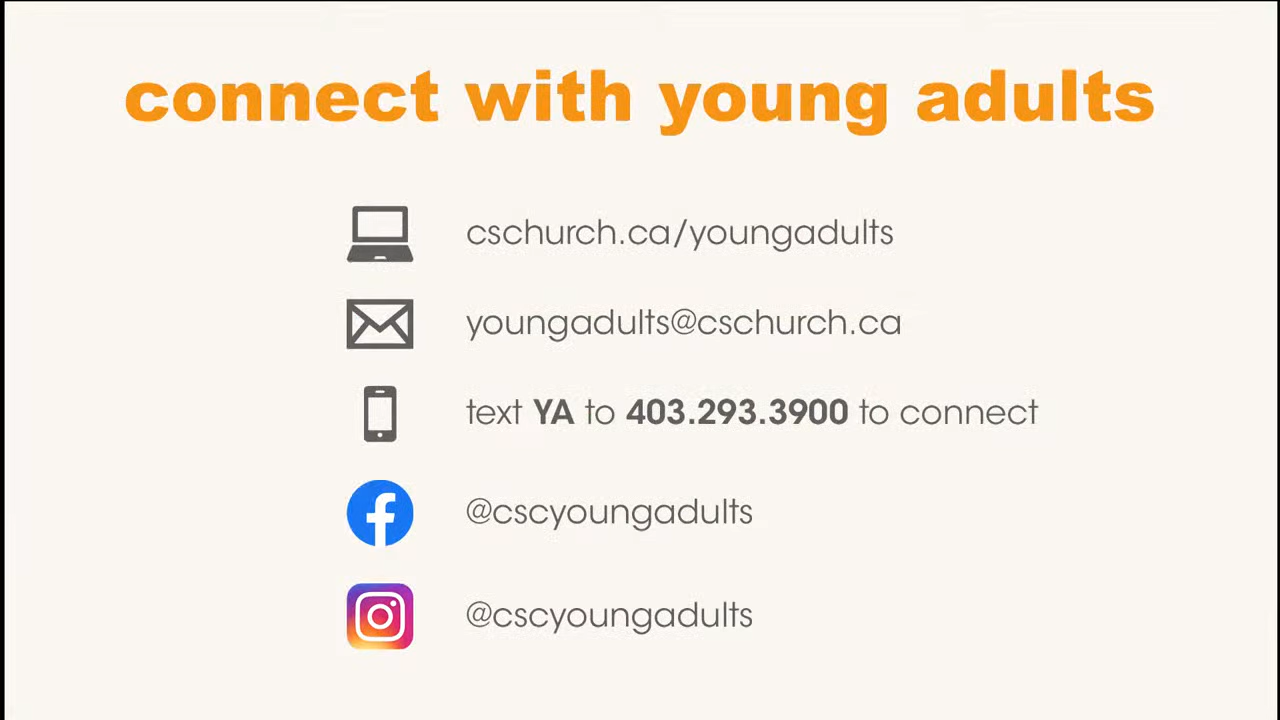 connect with young adults
cschurch.ca/youngadults
youngadults@cschurch.ca
text YA to 403.293.3900 to connect
@cscyoungadults
@cscyoungadults